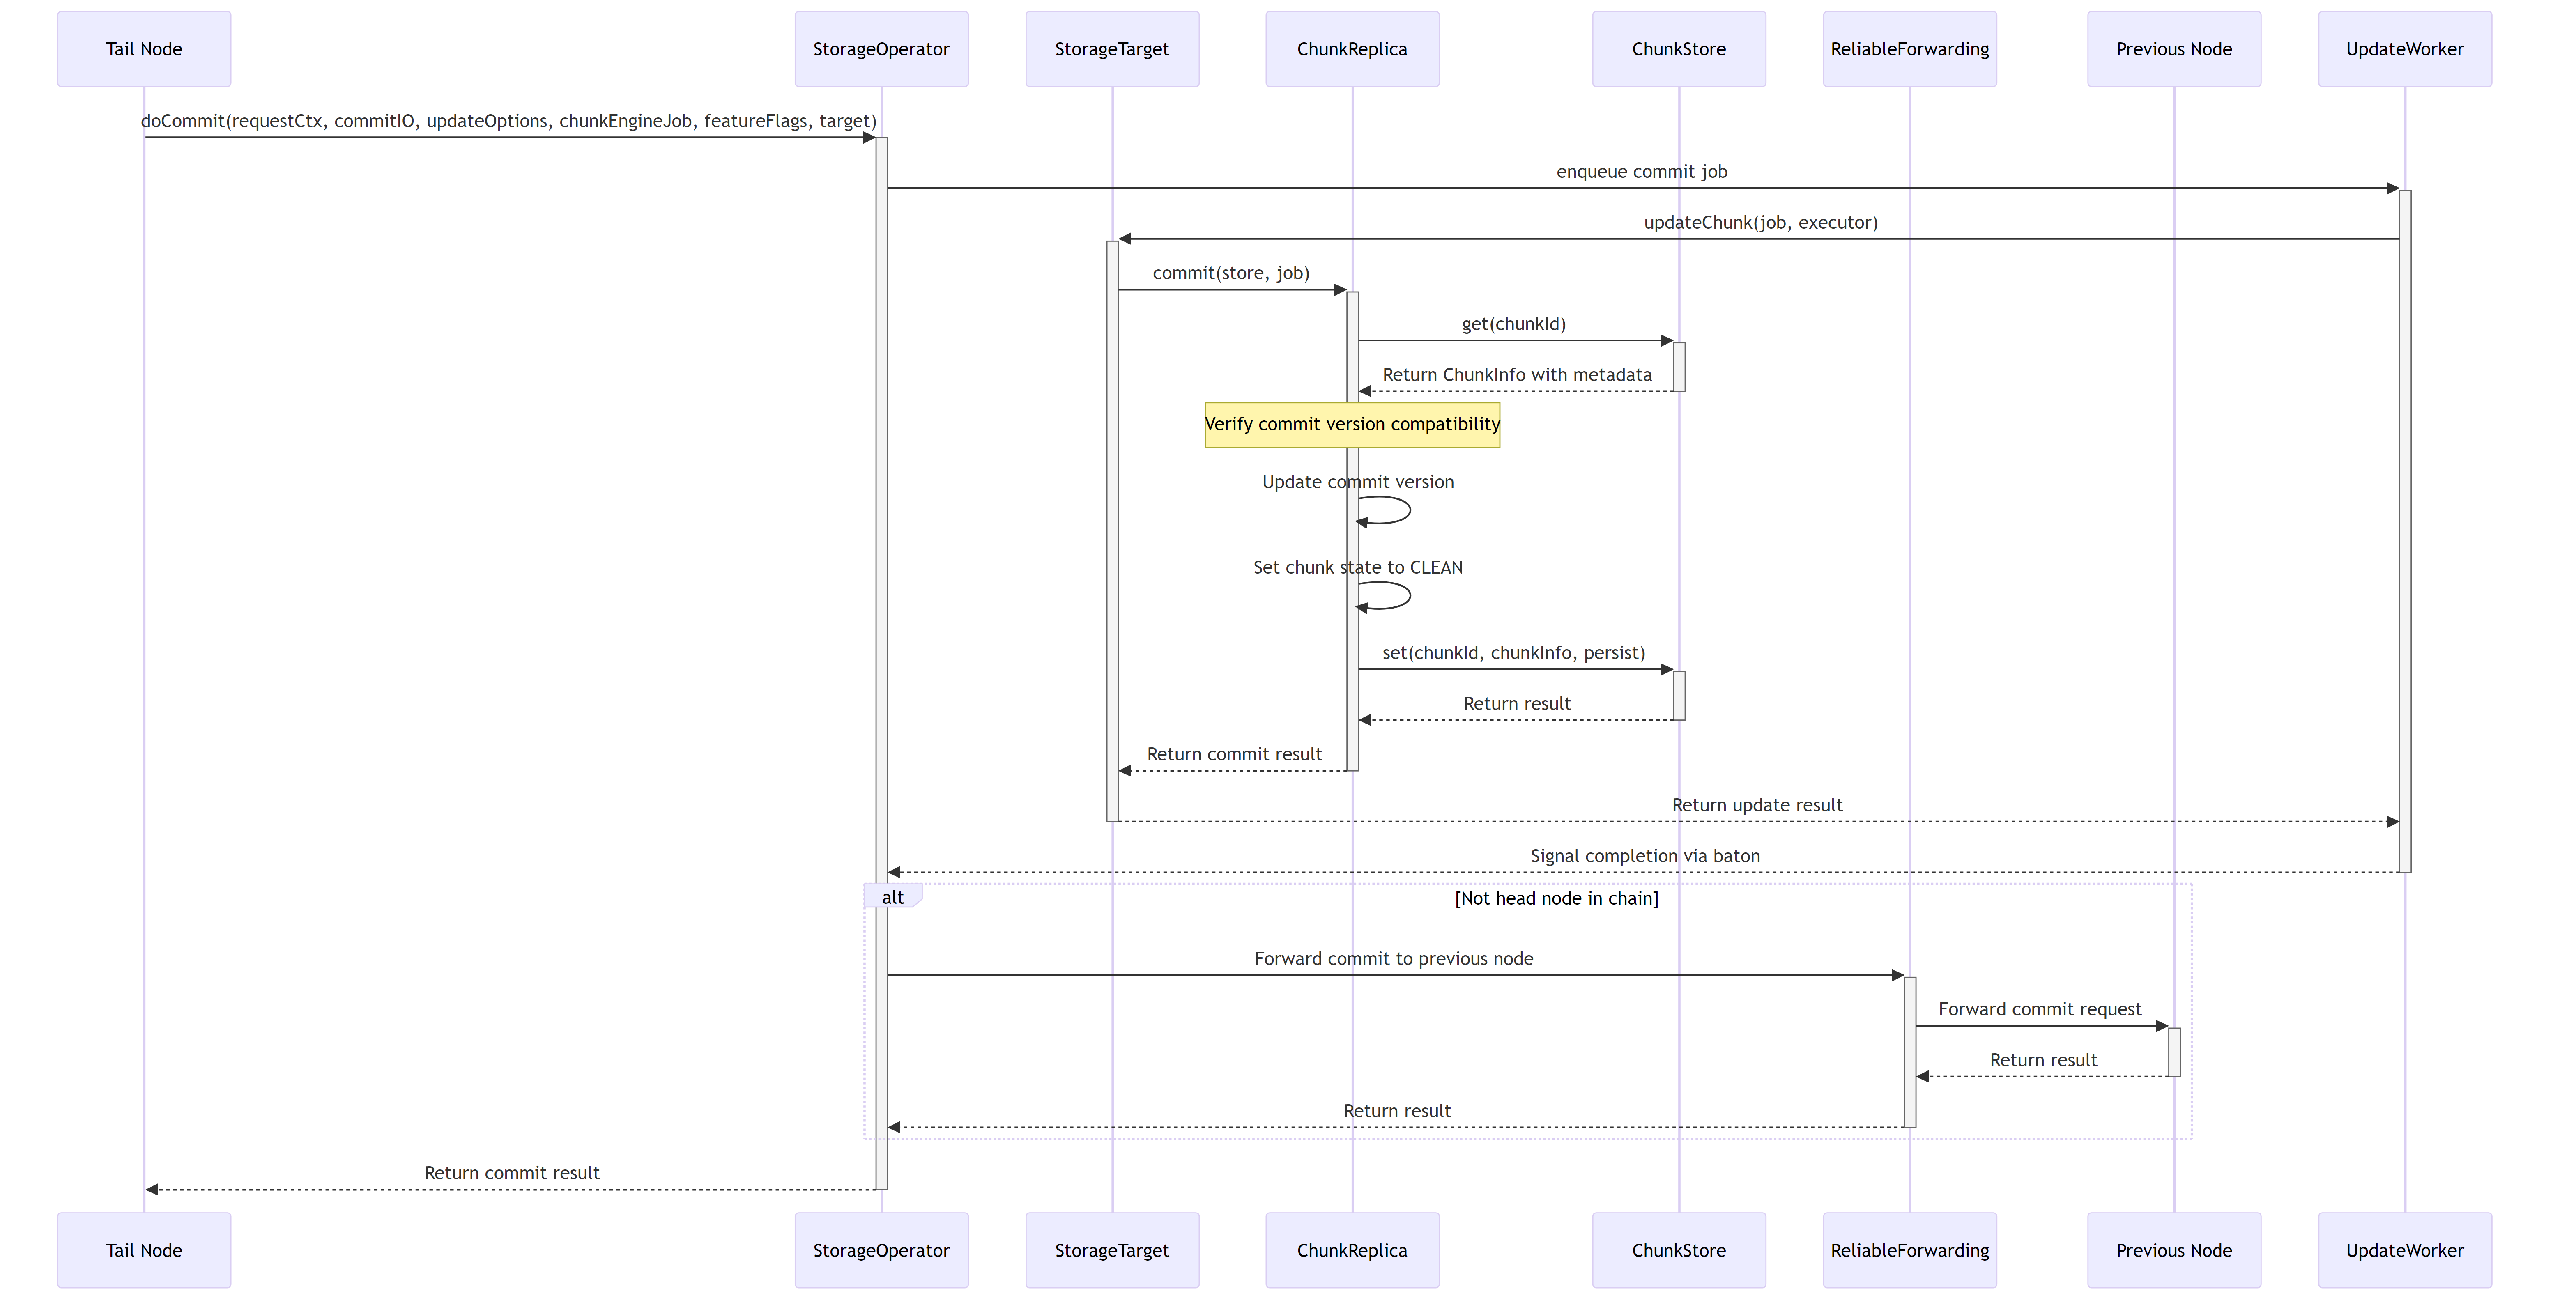 Tail Node
StorageOperator
StorageTarget
ChunkReplica
ChunkStore
ReliableForwarding
Previous Node
UpdateWorker
doCommit(requestCtx, commitIO, updateOptions, chunkEngineJob, featureFlags, target)
enqueue commit job
updateChunk(job, executor)
commit(store, job)
get(chunkId)
Return ChunkInfo with metadata
Verify commit version compatibility
Update commit version
Set chunk state to CLEAN
set(chunkId, chunkInfo, persist)
Return result
Return commit result
Return update result
Signal completion via baton
alt
[Not head node in chain]
Forward commit to previous node
Forward commit request
Return result
Return result
Return commit result
Tail Node
StorageOperator
StorageTarget
ChunkReplica
ChunkStore
ReliableForwarding
Previous Node
UpdateWorker